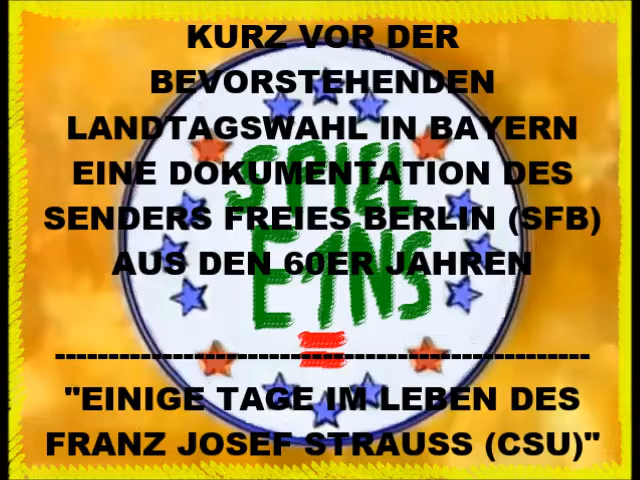 KURZ VOR DER
BEVORSTEHENDEN
LANDTAGSWAHL IN BAYERN
EINE DOKUMENTATION DES
SENDERS FREIES BERLIN (SFB)
AUS DEN 60ER JAHREN
SPIEL
E1NS
--------------------------------------------------
"EINIGE TAGE IM LEBEN DES
FRANZ JOSEF STRAUSS (CSU)"